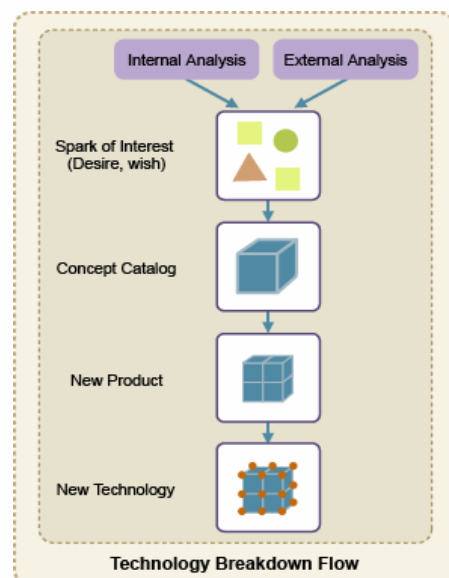 Internal Analysis
External Analysis
Spark of Interest
(Desire, wish)
Concept Catalog
New Product
New Technology
Technology Breakdown Flow